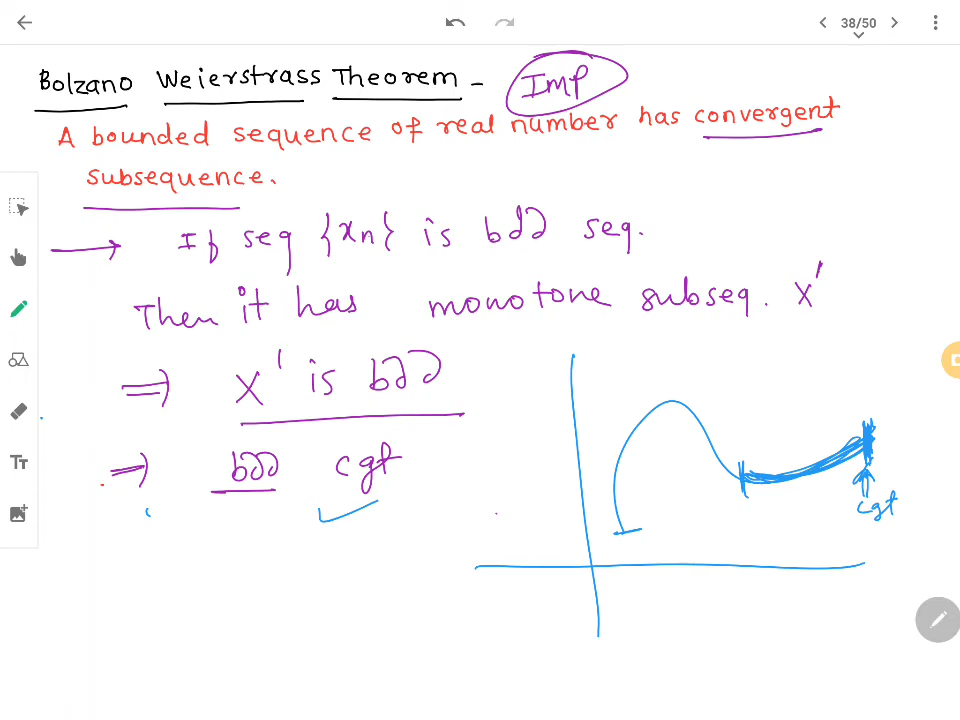 38/50
Bolzano Weierstrass Theorem - Imp
A bounded sequence of real number has convergent
subsequence.
→ If seq {xn} is bdd seq.
Then it has monotone subseq. X'
⇒ X' is bdd
⇒ bdd cgt
cgt
Tт